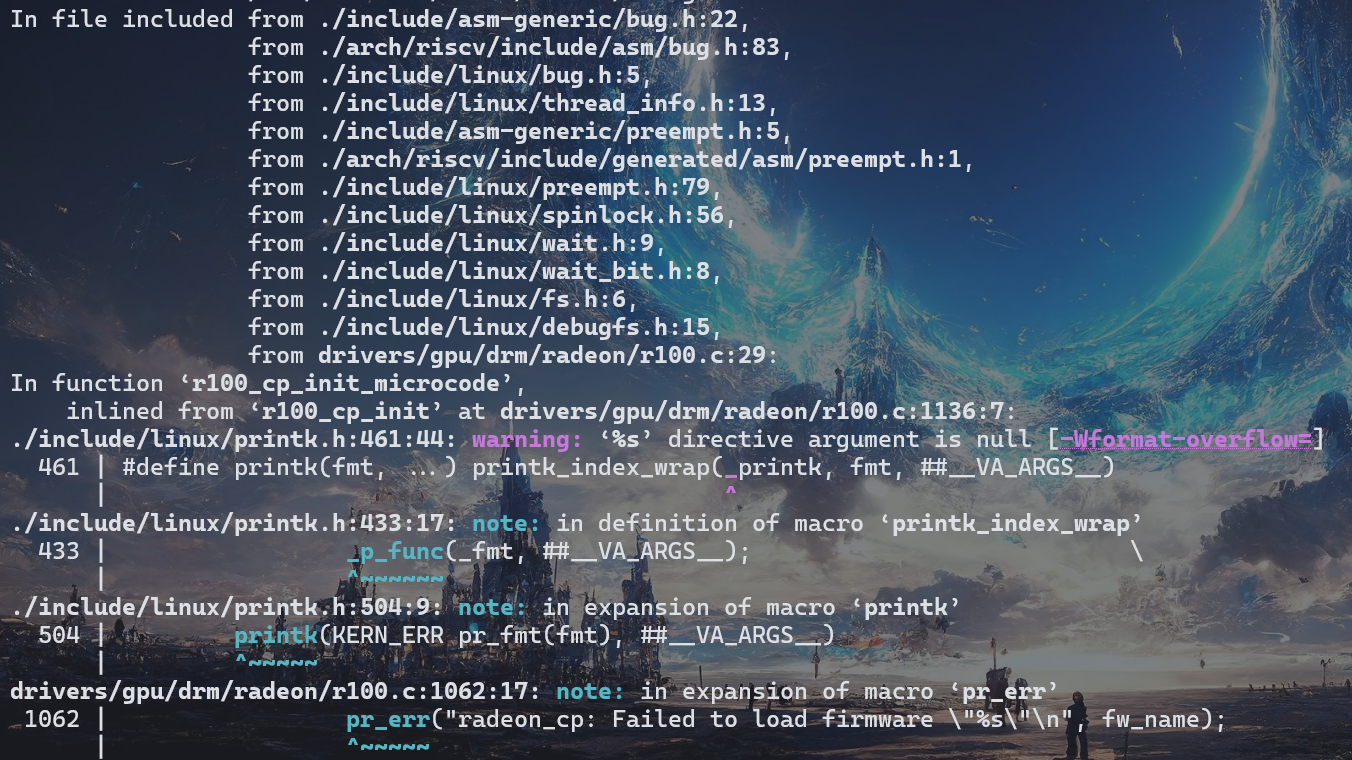 In file included from ./include/asm-generic/bug.h:22,
                 from ./arch/riscv/include/asm/bug.h:83,
                 from ./include/linux/bug.h:5,
                 from ./include/linux/thread_info.h:13,
                 from ./include/asm-generic/preempt.h:5,
                 from ./arch/riscv/include/generated/asm/preempt.h:1,
                 from ./include/linux/preempt.h:79,
                 from ./include/linux/spinlock.h:56,
                 from ./include/linux/wait.h:9,
                 from ./include/linux/wait_bit.h:8,
                 from ./include/linux/fs.h:6,
                 from ./include/linux/debugfs.h:15,
                 from drivers/gpu/drm/radeon/r100.c:29:
In function ‘r100_cp_init_microcode’,
    inlined from ‘r100_cp_init’ at drivers/gpu/drm/radeon/r100.c:1136:7:
./include/linux/printk.h:461:44: warning: ‘%s’ directive argument is null [-Wformat-overflow=]
  461 | #define printk(fmt, ...) printk_index_wrap(_printk, fmt, ##__VA_ARGS__)
      |                                            ^
./include/linux/printk.h:433:17: note: in definition of macro ‘printk_index_wrap’
  433 |                 _p_func(_fmt, ##__VA_ARGS__);                           \
      |                 ^~~~~~~
./include/linux/printk.h:504:9: note: in expansion of macro ‘printk’
  504 |         printk(KERN_ERR pr_fmt(fmt), ##__VA_ARGS__)
      |         ^~~~~~
drivers/gpu/drm/radeon/r100.c:1062:17: note: in expansion of macro ‘pr_err’
 1062 |                 pr_err("radeon_cp: Failed to load firmware \"%s\"\n", fw_name);
      |                 ^~~~~~